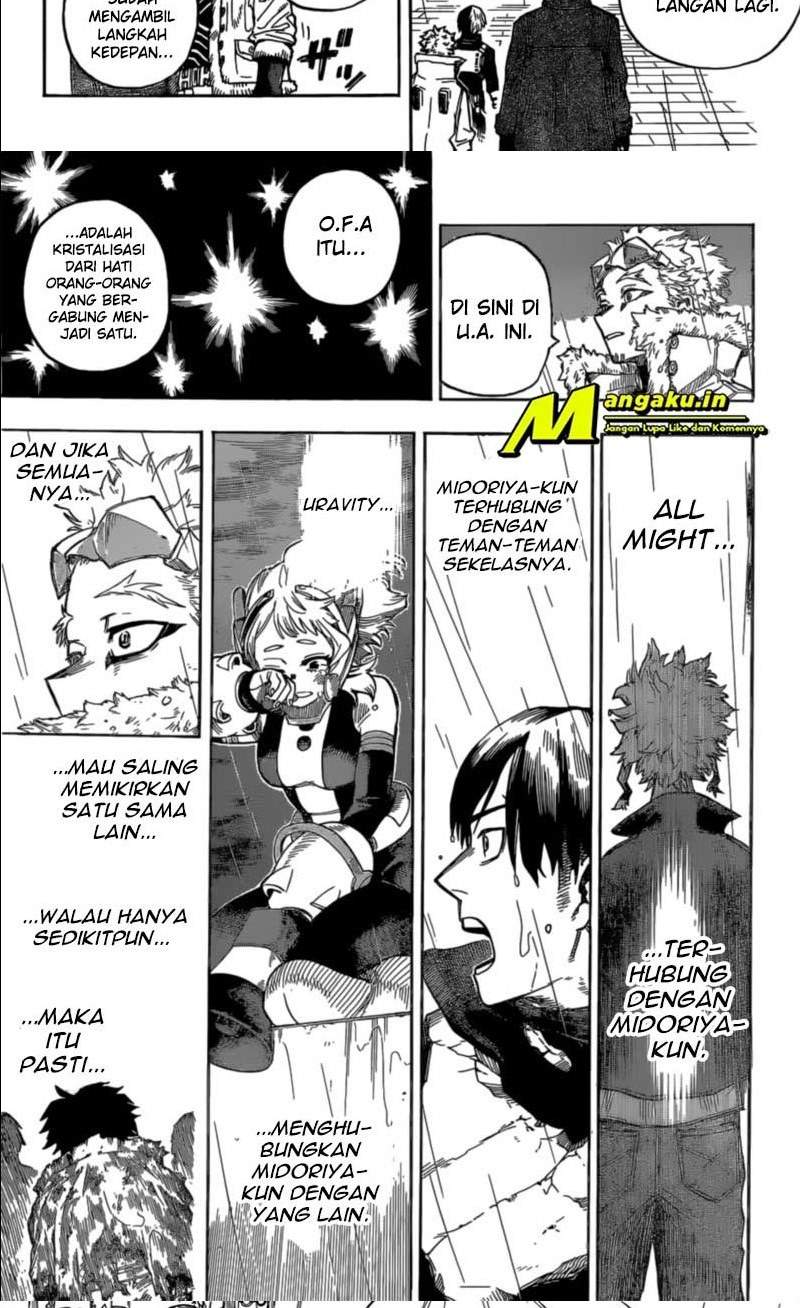 LANGAN LAGI.
SUDAH
MENGAMBIL
LANGKAH
KEDEPAN...
DI SINI DI
U.A. INI.
O.F.A
ITU...
...ADALAH
KRISTALISASI
DARI HATI
ORANG-ORANG
YANG BER-
GABUNG MEN-
JADI SATU.
Mangaku.in
Jangan Lupa Like dan Komennya
ALL
MIGHT...
...TER-
HUBUNG
DENGAN
MIDORIYA-
KUN.
MIDORIYA-KUN
TERHUBUNG
DENGAN
TEMAN-TEMAN
SEKELASNYA.
URAVITY...
...MENGHU-
BUNGKAN
MIDORIYA-
KUN DENGAN
YANG LAIN.
DAN JIKA
SEMUA-
NYA...
...MAU SALING
MEMIKIRKAN
SATU SAMA
LAIN...
...WALAU HANYA
SEDIKITPUN...
...MAKA
ITU
PASTI...